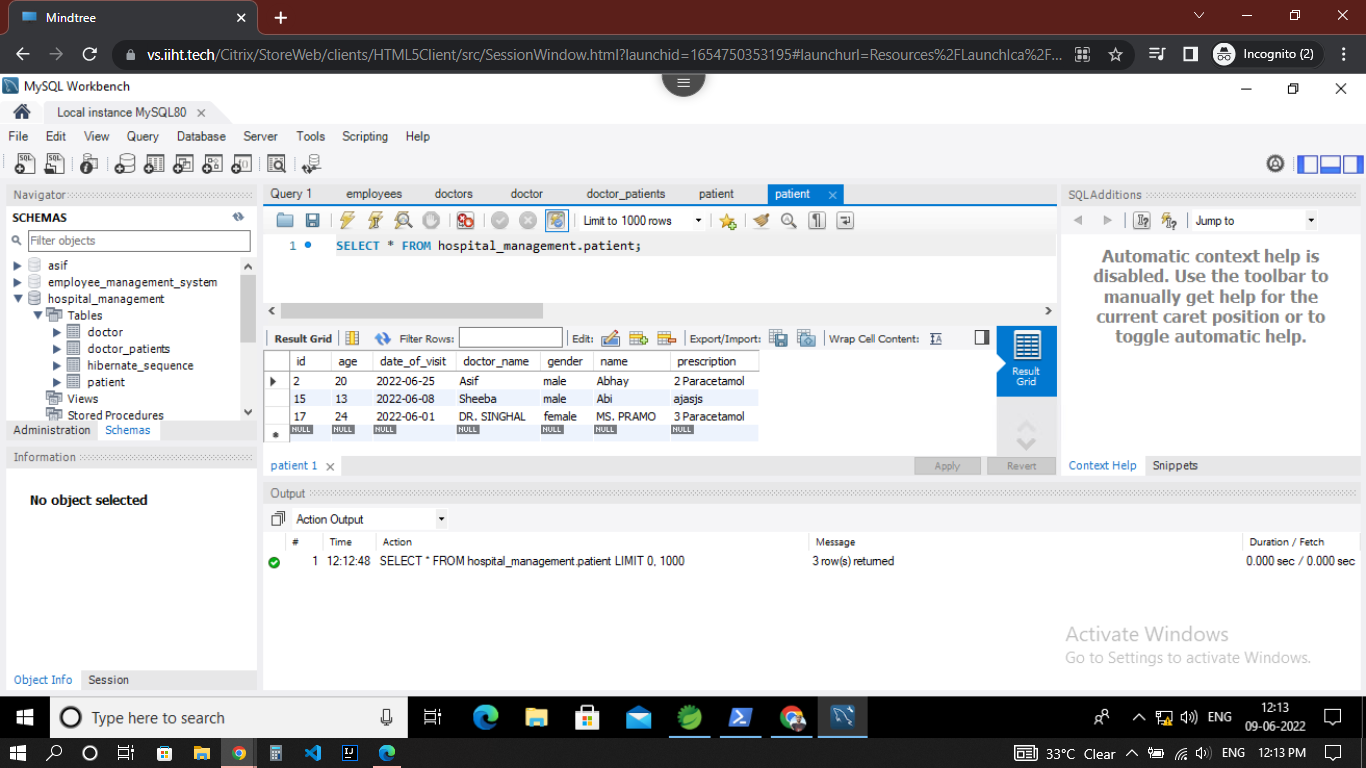 Mindtree
vs.iiht.tech/Citrix/StoreWeb/clients/HTML5Client/src/SessionWindow.html?launchid=1654750353195#launchurl=Resources%2FLaunchIca%2F... Incognito (2)
MySQL Workbench
Local instance MySQL80
File Edit View Query Database Server Tools Scripting Help
Navigator
SCHEMAS
Filter objects
asif
employee_management_system
hospital_management
Tables
doctor
doctor_patients
hibernate_sequence
patient
Views
Stored Procedures
Administration Schemas
Information
No object selected
Object Info Session
Query 1 employees doctors doctor doctor_patients patient patient
Limit to 1000 rows
1 SELECT * FROM hospital_management.patient;
Result Grid Filter Rows: Edit: Export/Import: Wrap Cell Content:
id age date_of_visit doctor_name gender name prescription
2 20 2022-06-25 Asif male Abhay 2 Paracetamol
15 13 2022-06-08 Sheeba male Abi ajasjs
17 24 2022-06-01 DR. SINGHAL female MS. PRAMO 3 Paracetamol
NULL NULL NULL NULL NULL NULL NULL
Result
Grid
patient 1 Apply Revert
Output
Action Output
# Time Action Message Duration / Fetch
1 12:12:48 SELECT * FROM hospital_management.patient LIMIT 0, 1000 3 row(s) returned 0.000 sec / 0.000 sec
SQLAdditions
Jump to
Automatic context help is
disabled. Use the toolbar to
manually get help for the
current caret position or to
toggle automatic help.
Context Help Snippets
Activate Windows
Go to Settings to activate Windows.
Type here to search
ENG
12:13
09-06-2022
33°C Clear ENG 12:13 PM